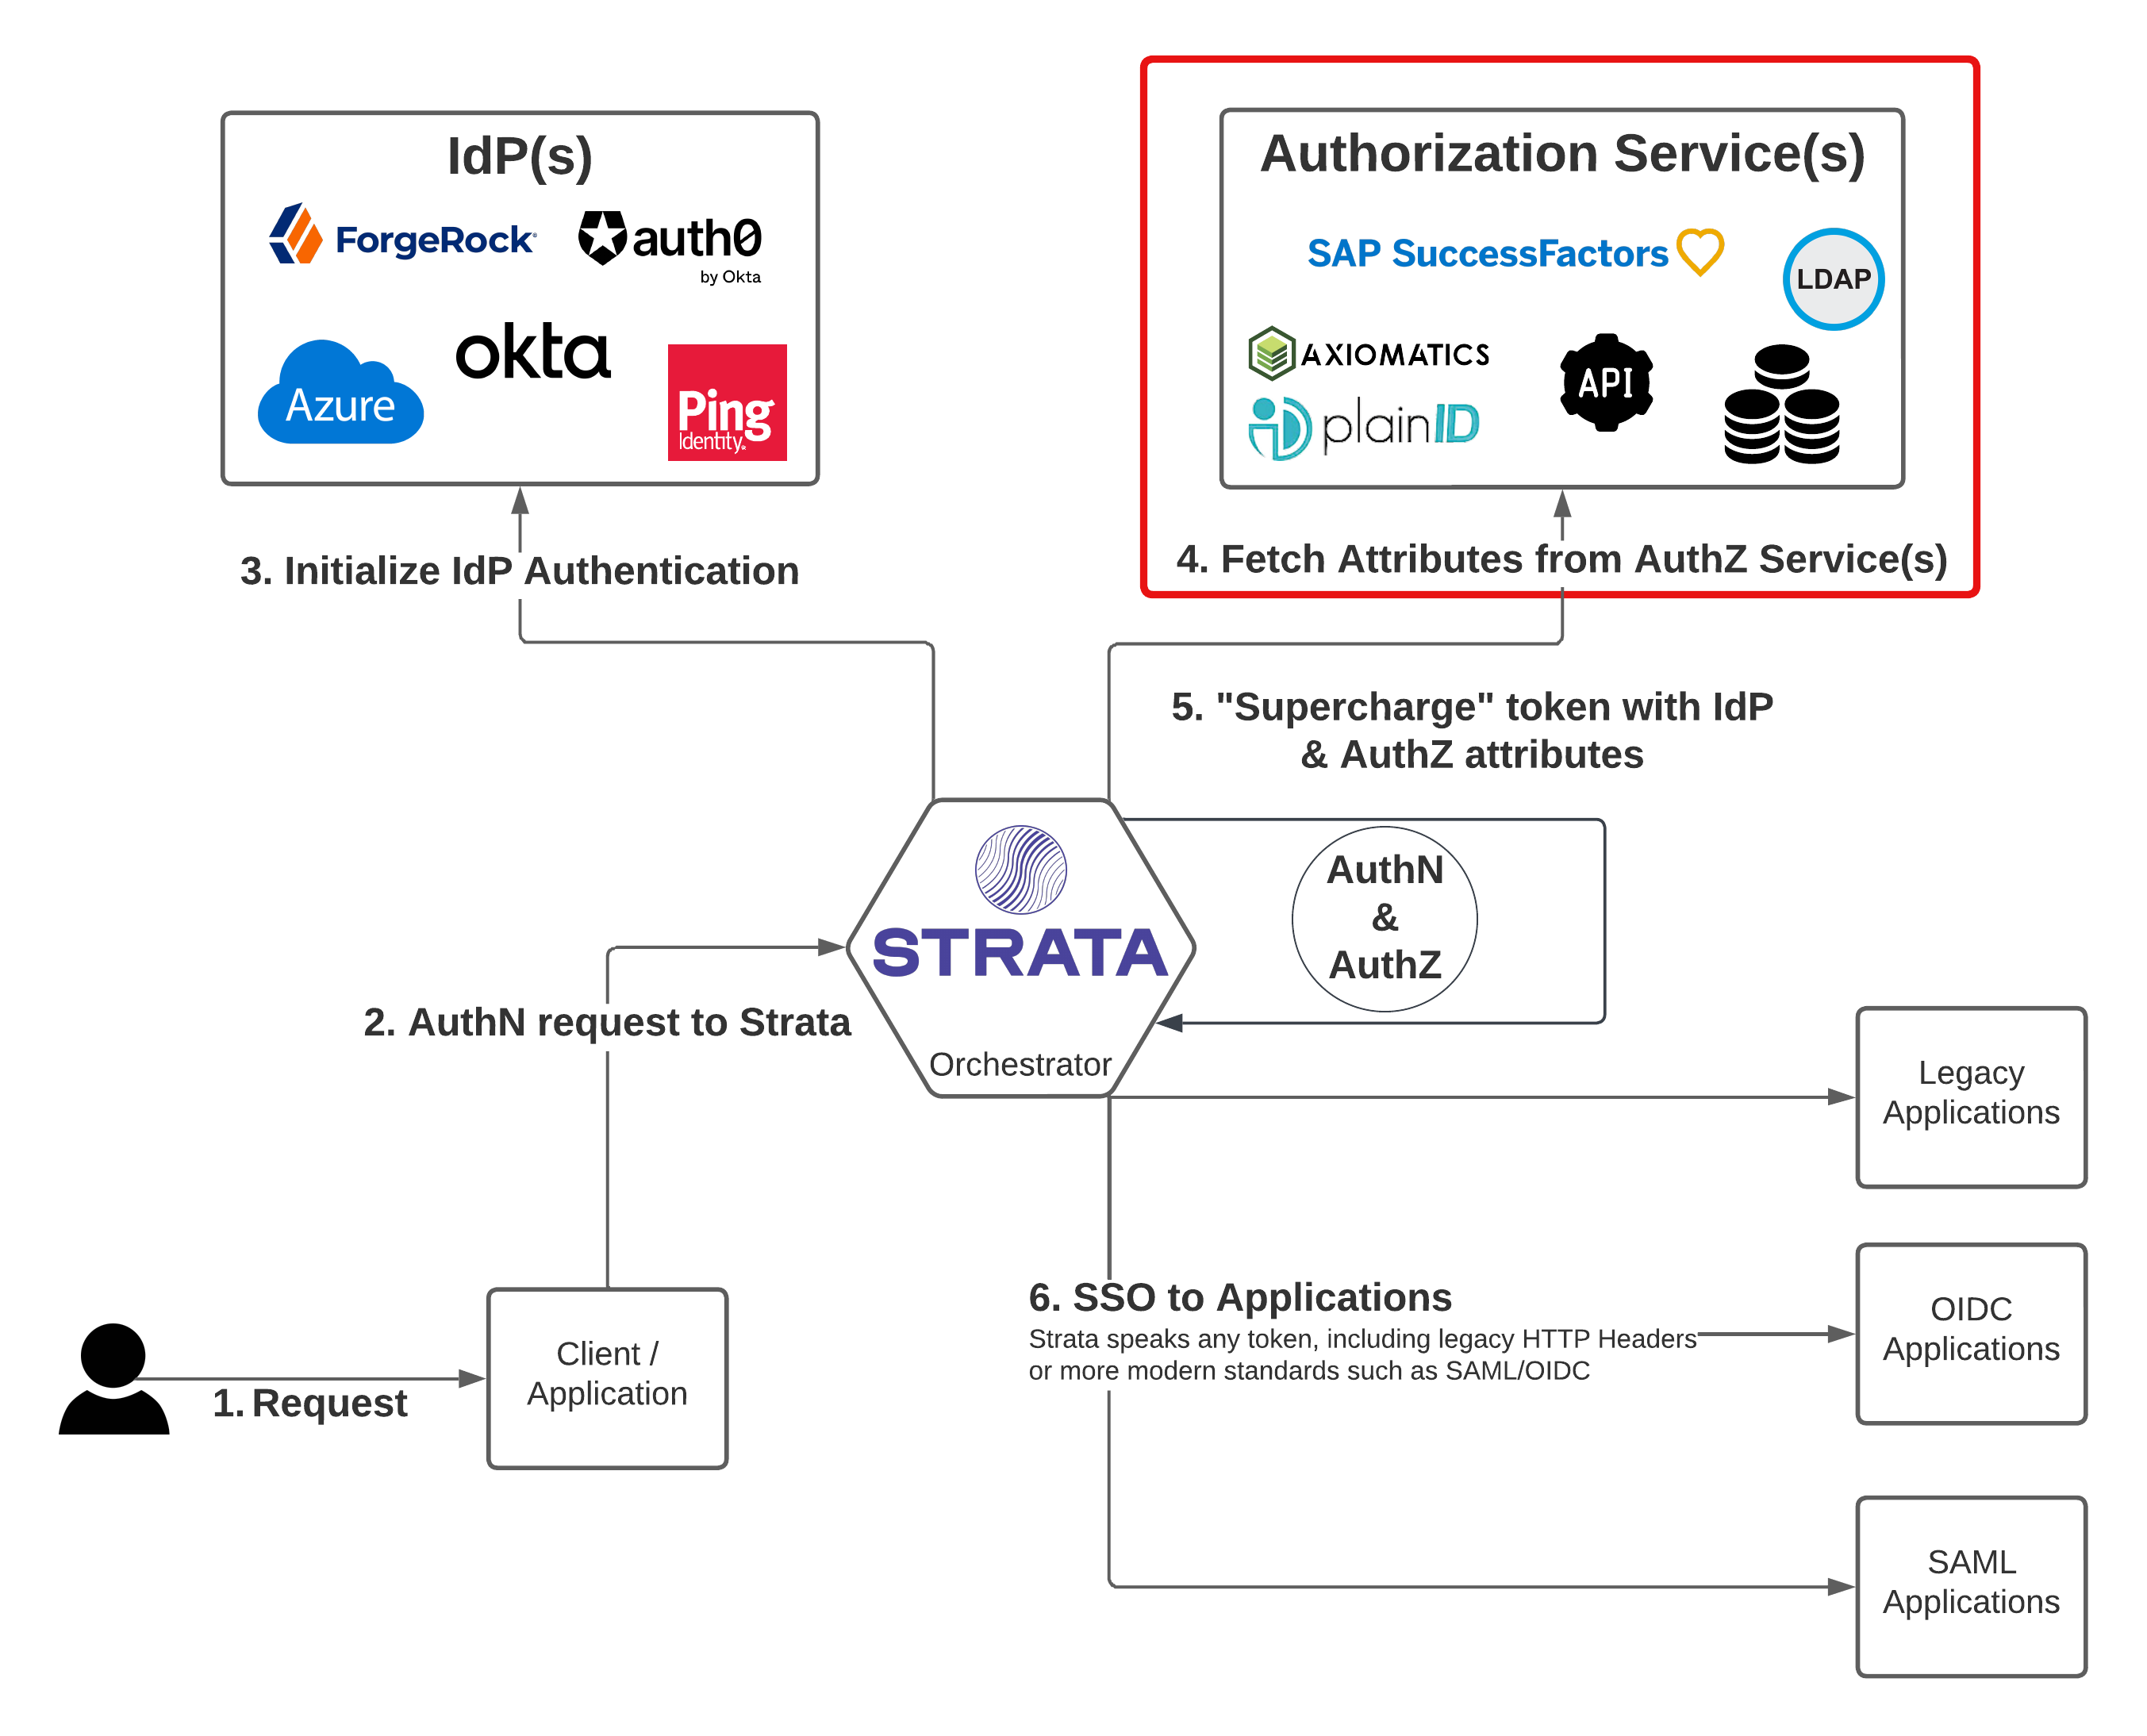 IdP(s)
ForgeRock
auth0
by Okta
Azure
okta
Ping
Identity
Authorization Service(s)
SAP SuccessFactors
LDAP
AXIOMATICS
API
plainID
3. Initialize IdP Authentication
4. Fetch Attributes from AuthZ Service(s)
5. "Supercharge" token with IdP
& AuthZ attributes
AuthN
&
AuthZ
STRATA
Orchestrator
2. AuthN request to Strata
1. Request
Client /
Application
6. SSO to Applications
Strata speaks any token, including legacy HTTP Headers
or more modern standards such as SAML/OIDC
Legacy
Applications
OIDC
Applications
SAML
Applications